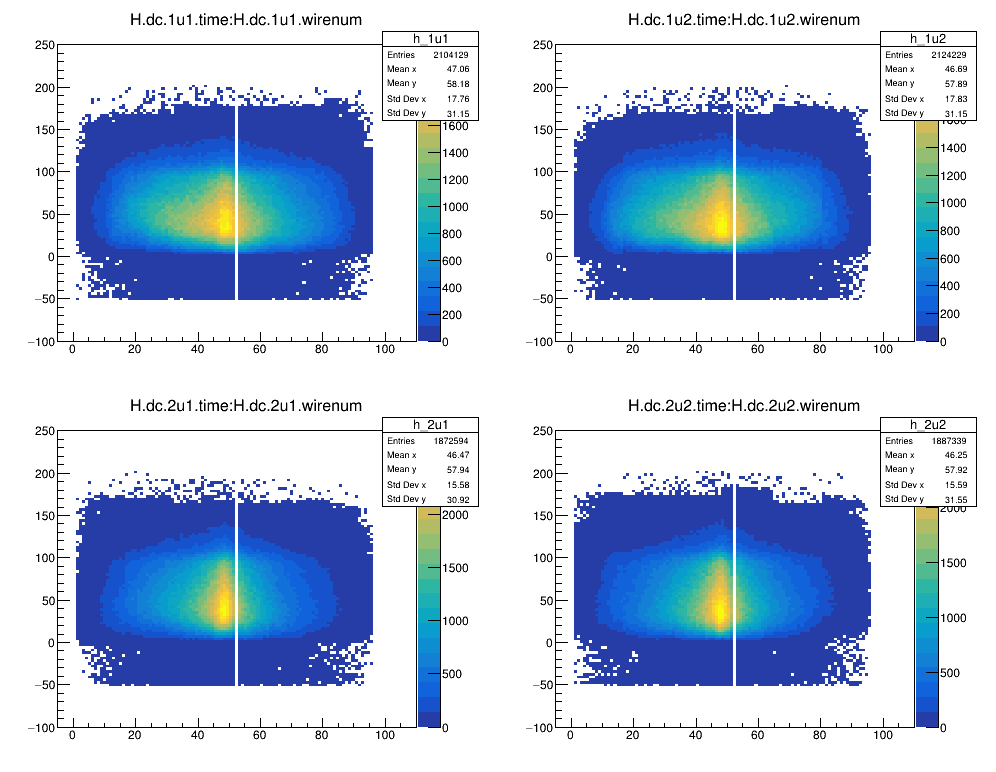 H.dc.1u1.time:H.dc.1u1.wirenum
h_1u1
Entries 2104129
Mean x 47.06
Mean y 58.18
Std Dev x 17.76
Std Dev y 31.15
250
200
150
100
50
0
−50
−100
0 20 40 60 80 100
1600
1400
1200
1000
800
600
400
200
0
H.dc.1u2.time:H.dc.1u2.wirenum
h_1u2
Entries 2124229
Mean x 46.69
Mean y 57.89
Std Dev x 17.83
Std Dev y 31.15
250
200
150
100
50
0
−50
−100
0 20 40 60 80 100
1600
1400
1200
1000
800
600
400
200
0
H.dc.2u1.time:H.dc.2u1.wirenum
h_2u1
Entries 1872594
Mean x 46.47
Mean y 57.94
Std Dev x 15.58
Std Dev y 30.92
250
200
150
100
50
0
−50
−100
0 20 40 60 80 100
2000
1500
1000
500
0
H.dc.2u2.time:H.dc.2u2.wirenum
h_2u2
Entries 1887339
Mean x 46.25
Mean y 57.92
Std Dev x 15.59
Std Dev y 31.55
250
200
150
100
50
0
−50
−100
0 20 40 60 80 100
2000
1500
1000
500
0